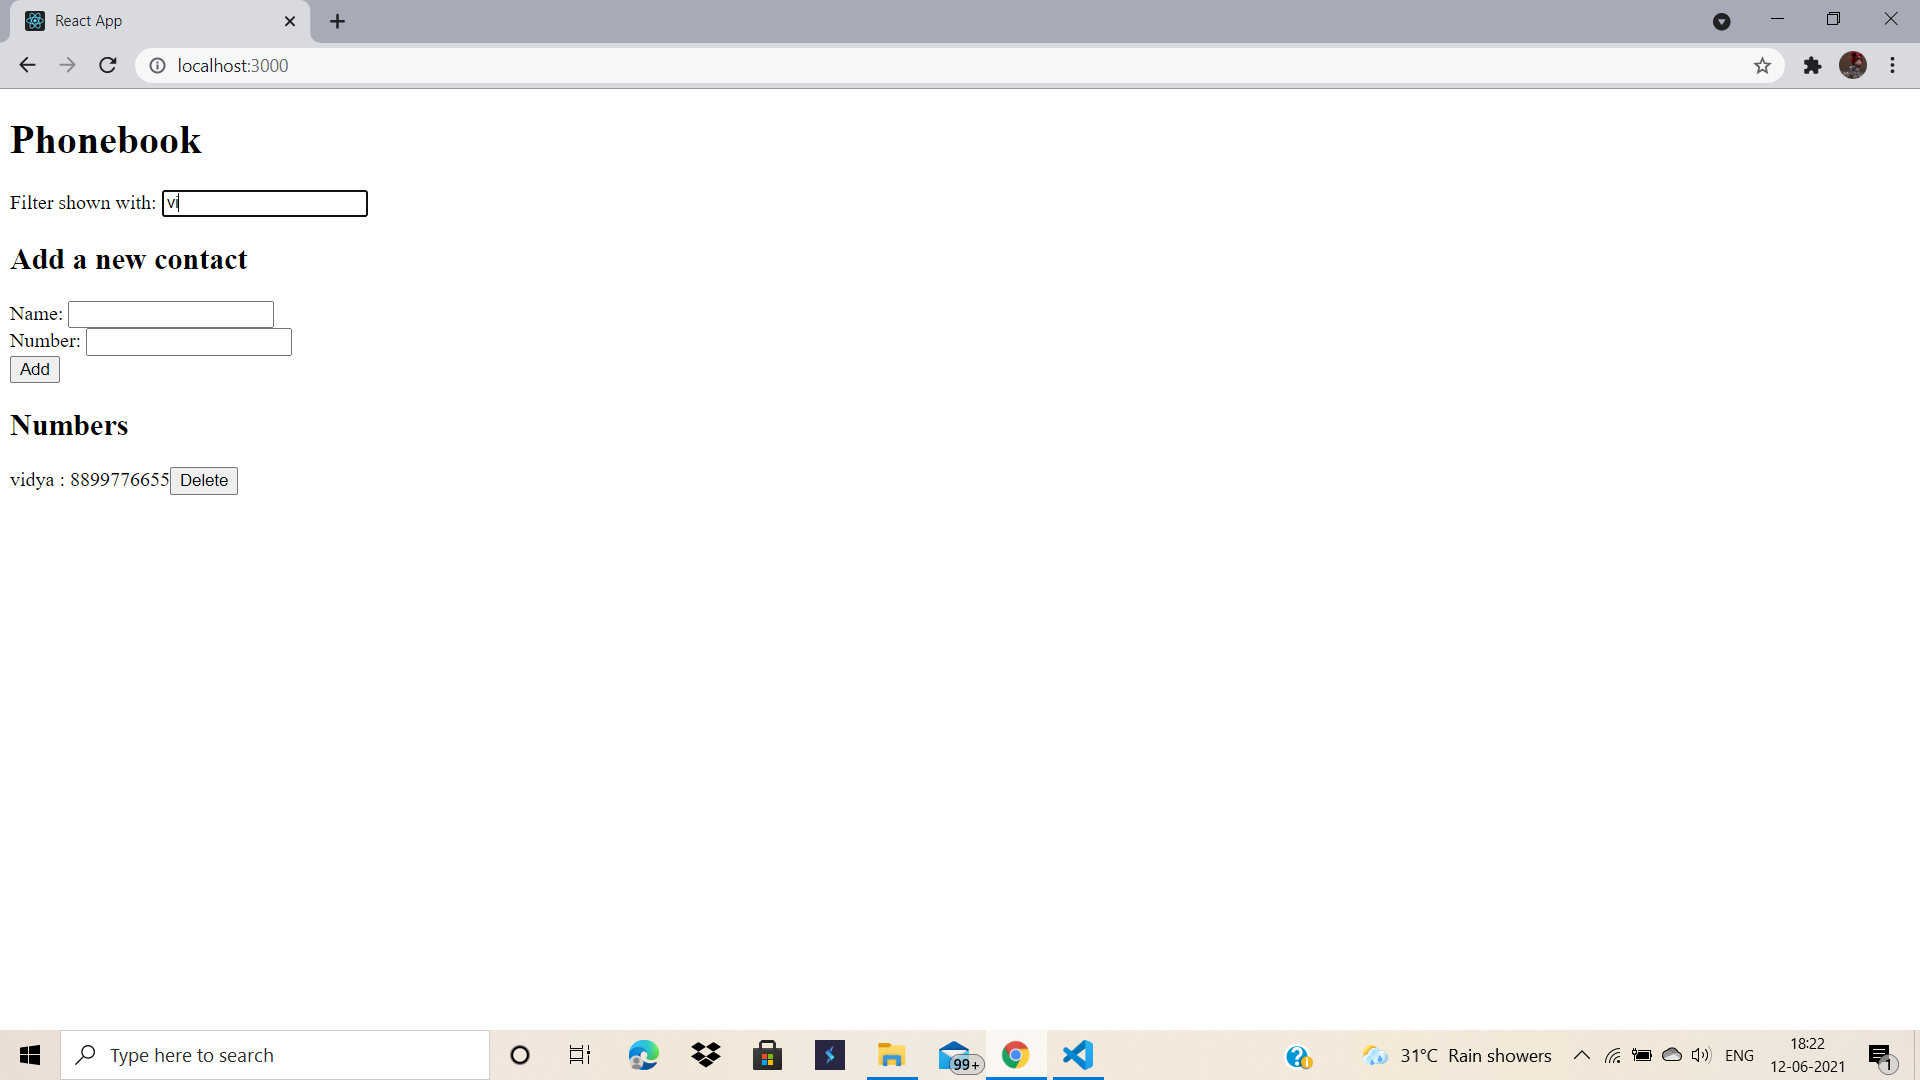 React App
localhost:3000
Phonebook
Filter shown with: vi
Add a new contact
Name:
Number:
Add
Numbers
vidya : 8899776655 Delete
Type here to search
99+
31°C Rain showers
ENG
18:22
12-06-2021
1